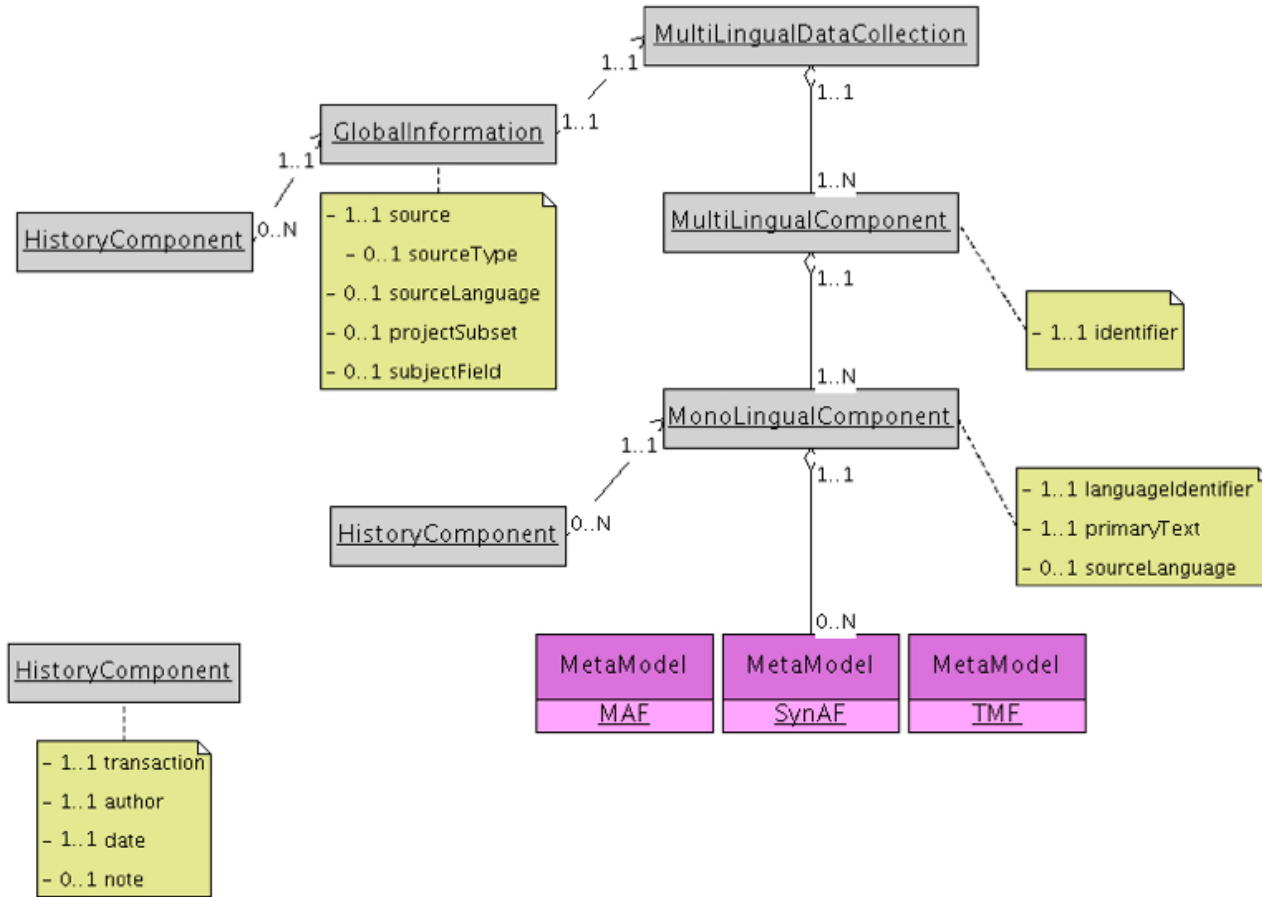 MultiLingualDataCollection
1..1
1..1
1..1
GlobalInformation
1..1
0..N
HistoryComponent
- 1..1 source
- 0..1 sourceType
- 0..1 sourceLanguage
- 0..1 projectSubset
- 0..1 subjectField
1..N
MultiLingualComponent
1..1
- 1..1 identifier
1..N
MonoLingualComponent
1..1
1..1
0..N
HistoryComponent
- 1..1 languageIdentifier
- 1..1 primaryText
- 0..1 sourceLanguage
0..N
MetaModel
MAF
MetaModel
SynAF
MetaModel
TMF
HistoryComponent
- 1..1 transaction
- 1..1 author
- 1..1 date
- 0..1 note